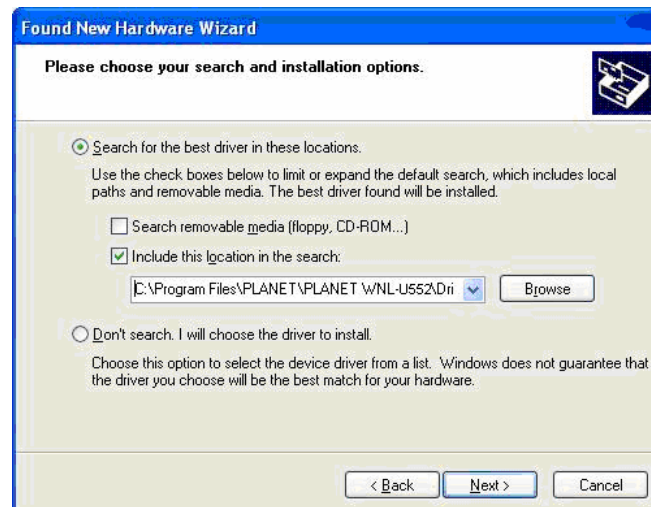 Found New Hardware Wizard
Please choose your search and installation options.
Search for the best driver in these locations.
Use the check boxes below to limit or expand the default search, which includes local
paths and removable media. The best driver found will be installed.
Search removable media (floppy, CD-ROM...)
Include this location in the search:
C:\Program Files\PLANET\PLANET WNL-U552\Dri
Browse
Don't search. I will choose the driver to install.
Choose this option to select the device driver from a list. Windows does not guarantee that
the driver you choose will be the best match for your hardware.
< Back
Next >
Cancel